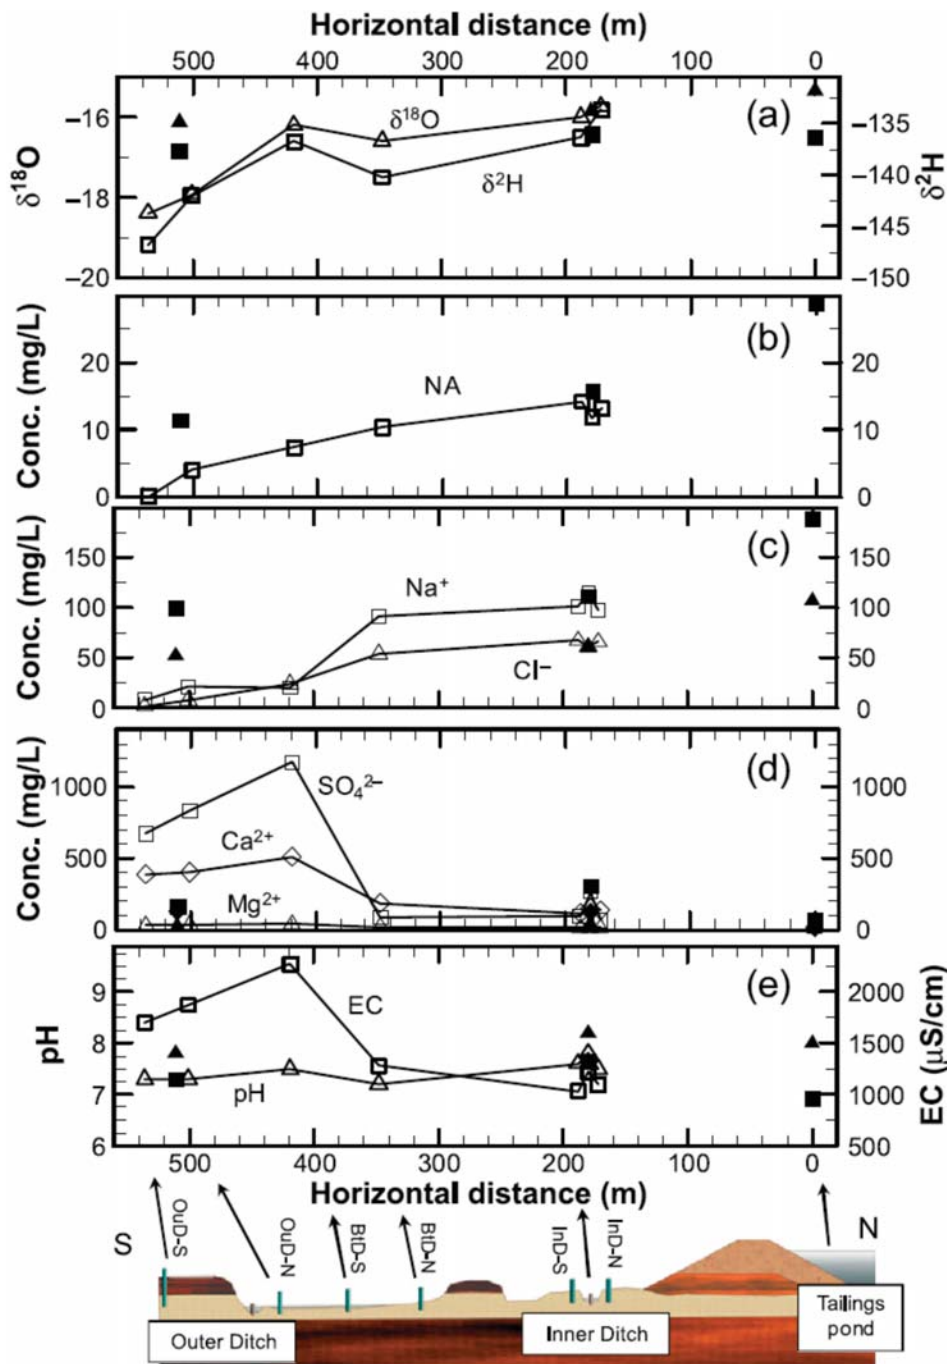 Horizontal distance (m)
500 400 300 200 100 0
(a)
δ¹⁸O
δ¹⁸O
δ²H
δ²H
−16
−18
−20
−135
−140
−145
−150
(b)
Conc. (mg/L)
NA
20
10
0
20
10
0
(c)
Conc. (mg/L)
Na⁺
Cl⁻
150
100
50
0
150
100
50
0
(d)
Conc. (mg/L)
SO₄²⁻
Ca²⁺
Mg²⁺
1000
500
0
1000
500
0
(e)
pH
EC
pH
EC (µS/cm)
9
8
7
6
2500
2000
1500
1000
500
500 400 300 200 100 0
Horizontal distance (m)
S
OuD-S
OuD-N
BtD-S
BtD-N
InD-S
InD-N
N
Outer Ditch
Inner Ditch
Tailings
pond